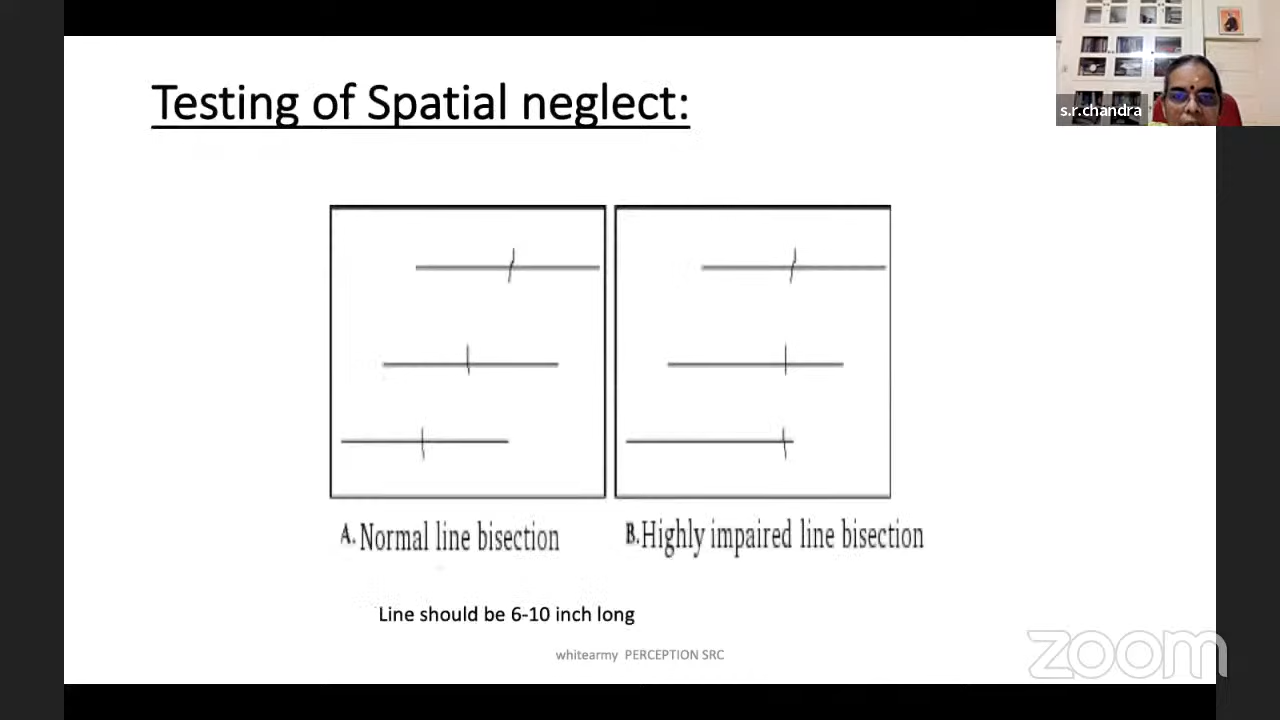 s.r.chandra
Testing of Spatial neglect:
A. Normal line bisection
B. Highly impaired line bisection
Line should be 6-10 inch long
whitearmy PERCEPTION SRC
zoom